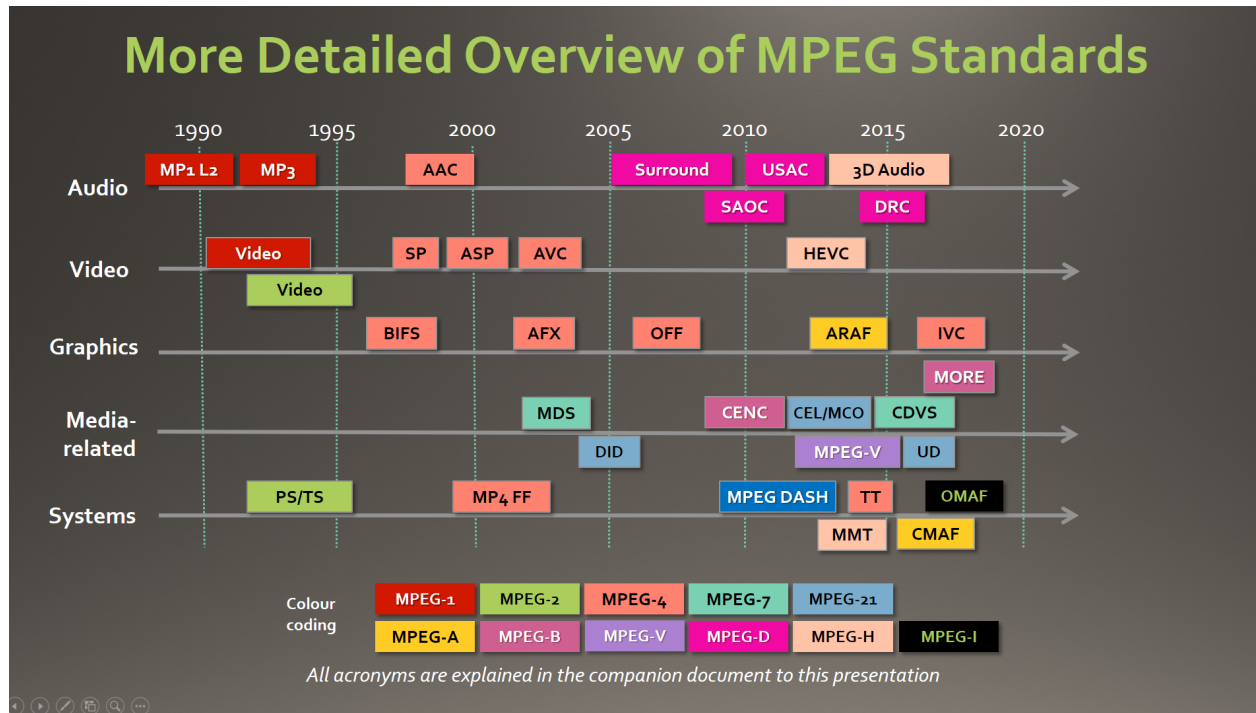 More Detailed Overview of MPEG Standards
1990 1995 2000 2005 2010 2015 2020
MP1 L2 MP3 AAC Surround USAC 3D Audio
Audio
SAOC DRC
Video SP ASP AVC HEVC
Video
Video
BIFS AFX OFF ARAF IVC
Graphics
MORE
MDS CENC CEL/MCO CDVS
Media-
related
DID MPEG-V UD
PS/TS MP4 FF MPEG DASH TT OMAF
Systems
MMT CMAF
Colour
coding
MPEG-1 MPEG-2 MPEG-4 MPEG-7 MPEG-21
MPEG-A MPEG-B MPEG-V MPEG-D MPEG-H MPEG-I
All acronyms are explained in the companion document to this presentation